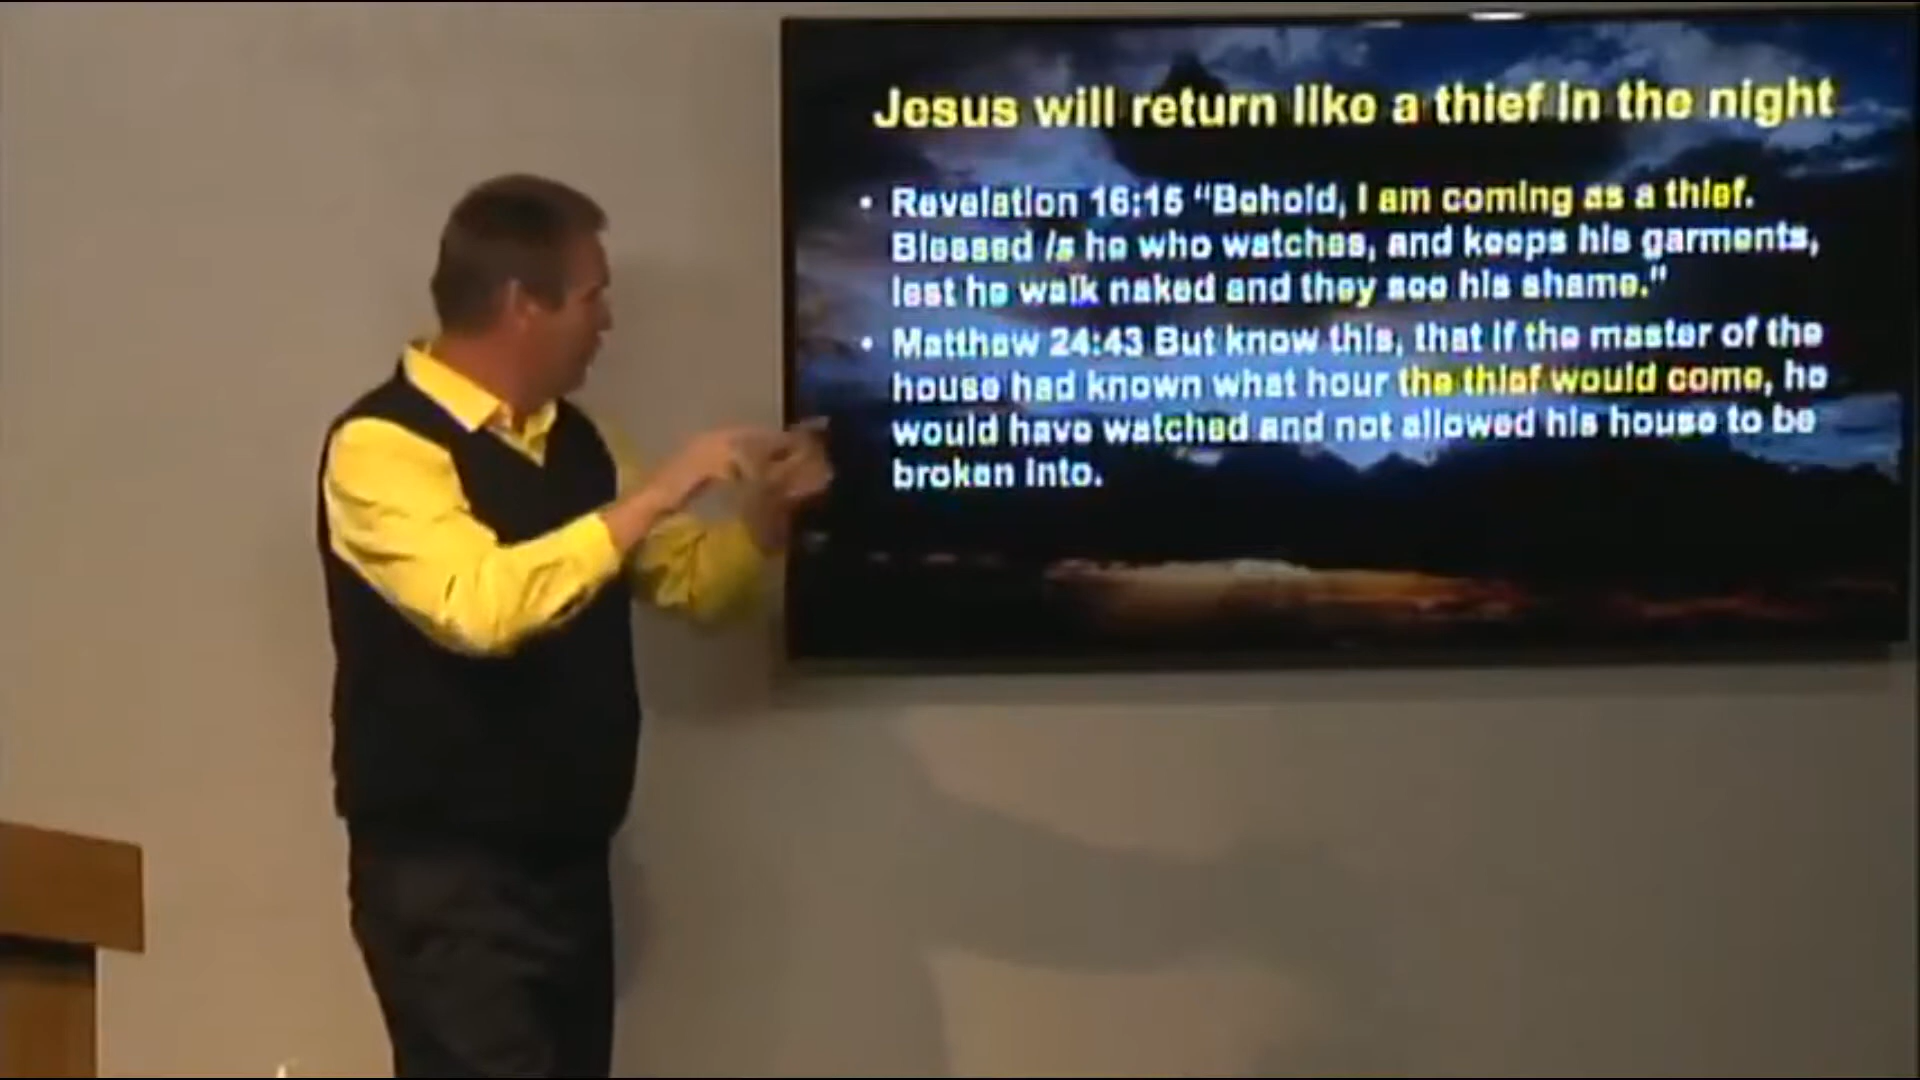 Jesus will return like a thief in the night
• Revelation 16:15 “Behold, I am coming as a thief.
Blessed is he who watches, and keeps his garments,
lest he walk naked and they see his shame.”
• Matthew 24:43 But know this, that if the master of the
house had known what hour the thief would come, he
would have watched and not allowed his house to be
broken into.